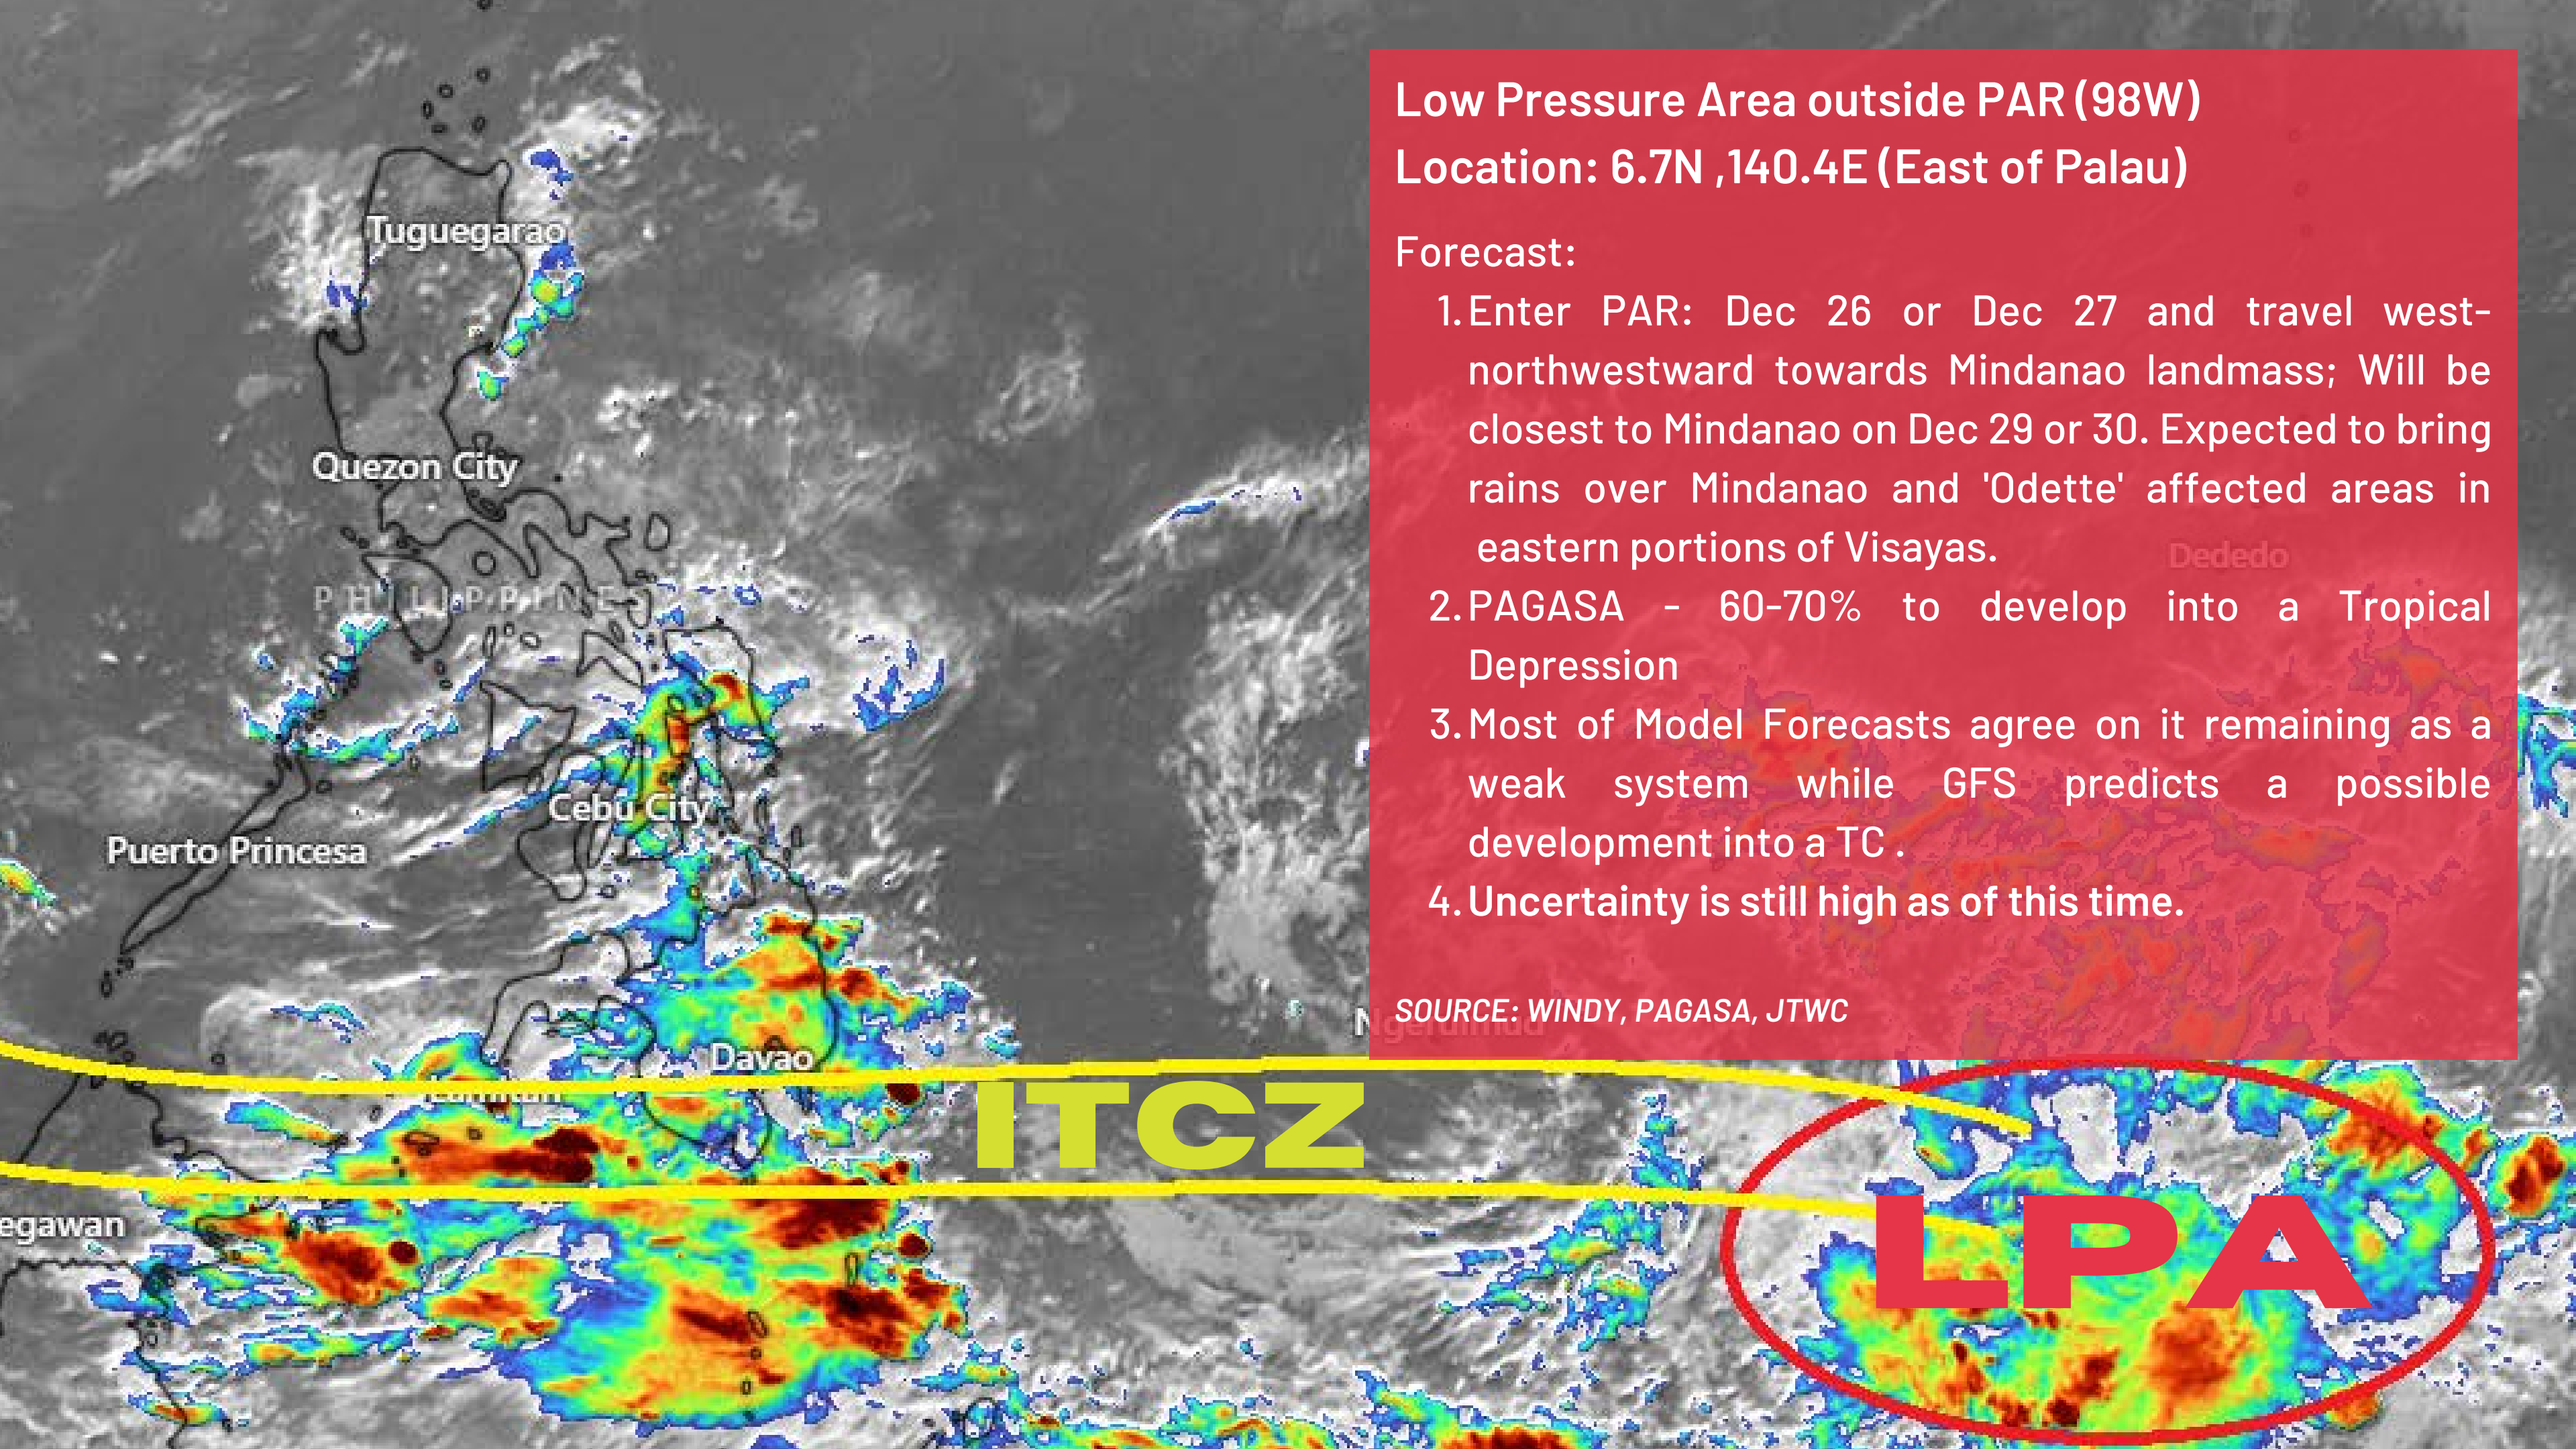 Low Pressure Area outside PAR (98W)
Location: 6.7N ,140.4E (East of Palau)
Forecast:
1. Enter PAR: Dec 26 or Dec 27 and travel west-
northwestward towards Mindanao landmass; Will be
closest to Mindanao on Dec 29 or 30. Expected to bring
rains over Mindanao and 'Odette' affected areas in
eastern portions of Visayas.
2. PAGASA - 60-70% to develop into a Tropical
Depression
3. Most of Model Forecasts agree on it remaining as a
weak system while GFS predicts a possible
development into a TC .
4. Uncertainty is still high as of this time.
SOURCE: WINDY, PAGASA, JTWC
Tuguegarao
Quezon City
PHILIPPINES
Dededo
Cebu City
Puerto Princesa
Davao
ITCZ
egawan
LPA